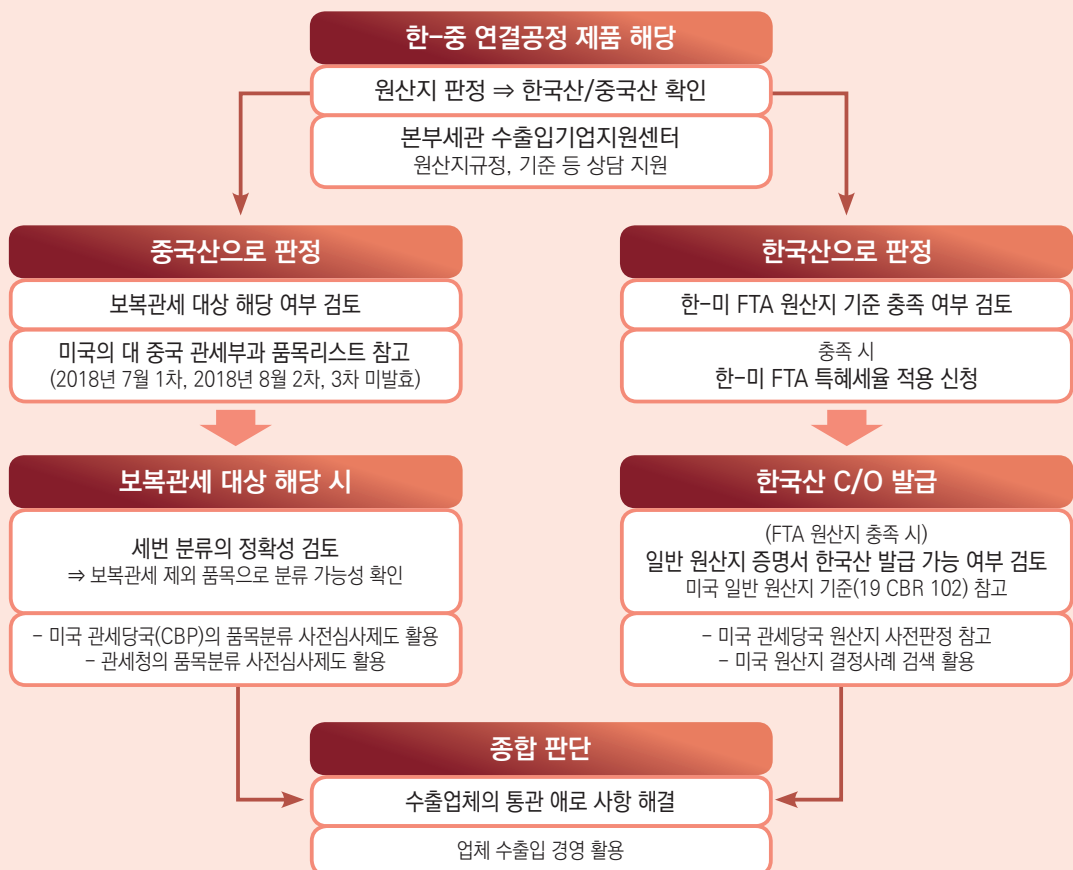 한-중 연결공정 제품 해당
원산지 판정 ⇒ 한국산/중국산 확인
본부세관 수출입기업지원센터
원산지규정, 기준 등 상담 지원
중국산으로 판정
보복관세 대상 해당 여부 검토
미국의 대 중국 관세부과 품목리스트 참고
(2018년 7월 1차, 2018년 8월 2차, 3차 미발효)
보복관세 대상 해당 시
세번 분류의 정확성 검토
⇒ 보복관세 제외 품목으로 분류 가능성 확인
- 미국 관세당국(CBP)의 품목분류 사전심사제도 활용
- 관세청의 품목분류 사전심사제도 활용
한국산으로 판정
한-미 FTA 원산지 기준 충족 여부 검토
충족 시
한-미 FTA 특혜세율 적용 신청
한국산 C/O 발급
(FTA 원산지 충족 시)
일반 원산지 증명서 한국산 발급 가능 여부 검토
미국 일반 원산지 기준(19 CBR 102) 참고
- 미국 관세당국 원산지 사전판정 참고
- 미국 원산지 결정사례 검색 활용
종합 판단
수출업체의 통관 애로 사항 해결
업체 수출입 경영 활용